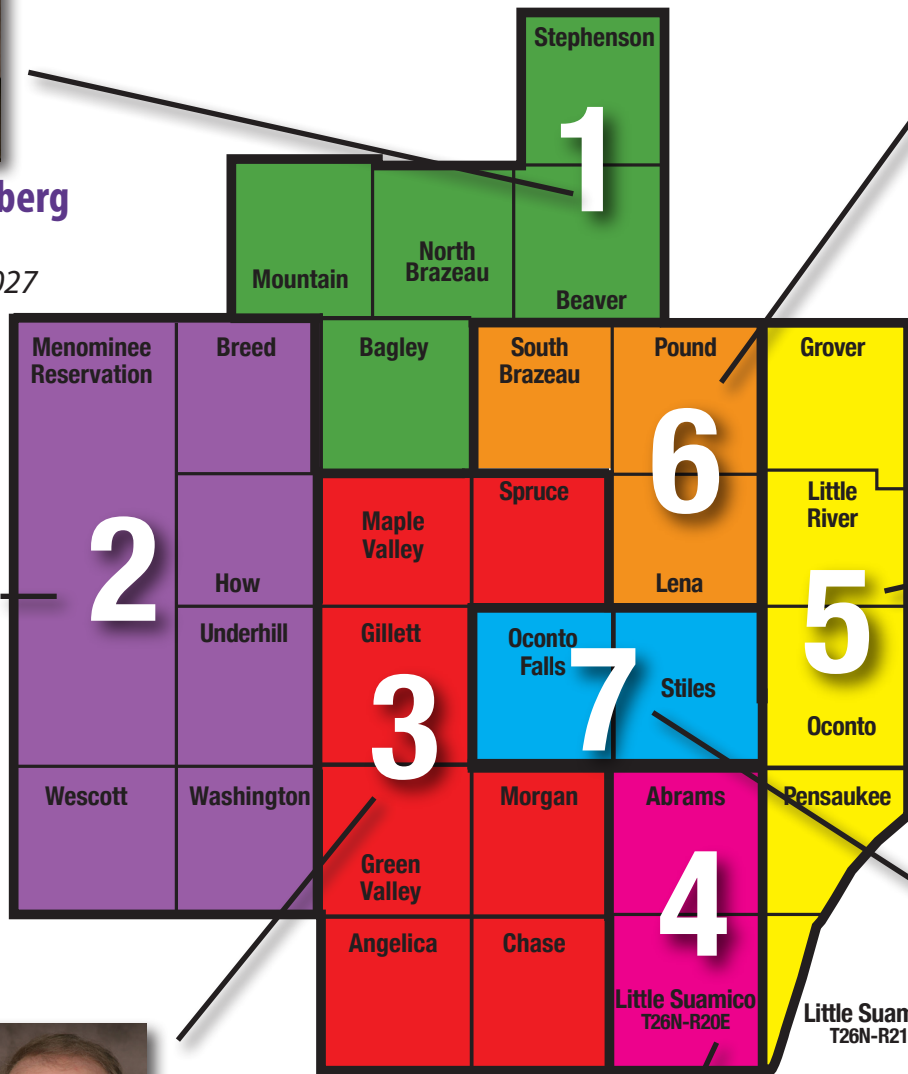 Stephenson
1
berg
027
Mountain
North
Brazeau
Beaver
Menominee
Reservation
Breed
Bagley
South
Brazeau
Pound
Grover
6
Maple
Valley
Spruce
Little
River
2
How
Lena
5
Underhill
Gillett
Oconto
Falls
7
Stiles
3
Oconto
Wescott
Washington
Morgan
Abrams
Pensaukee
Green
Valley
4
Angelica
Chase
Little Suamico
T26N-R20E
Little Suam
T26N-R21